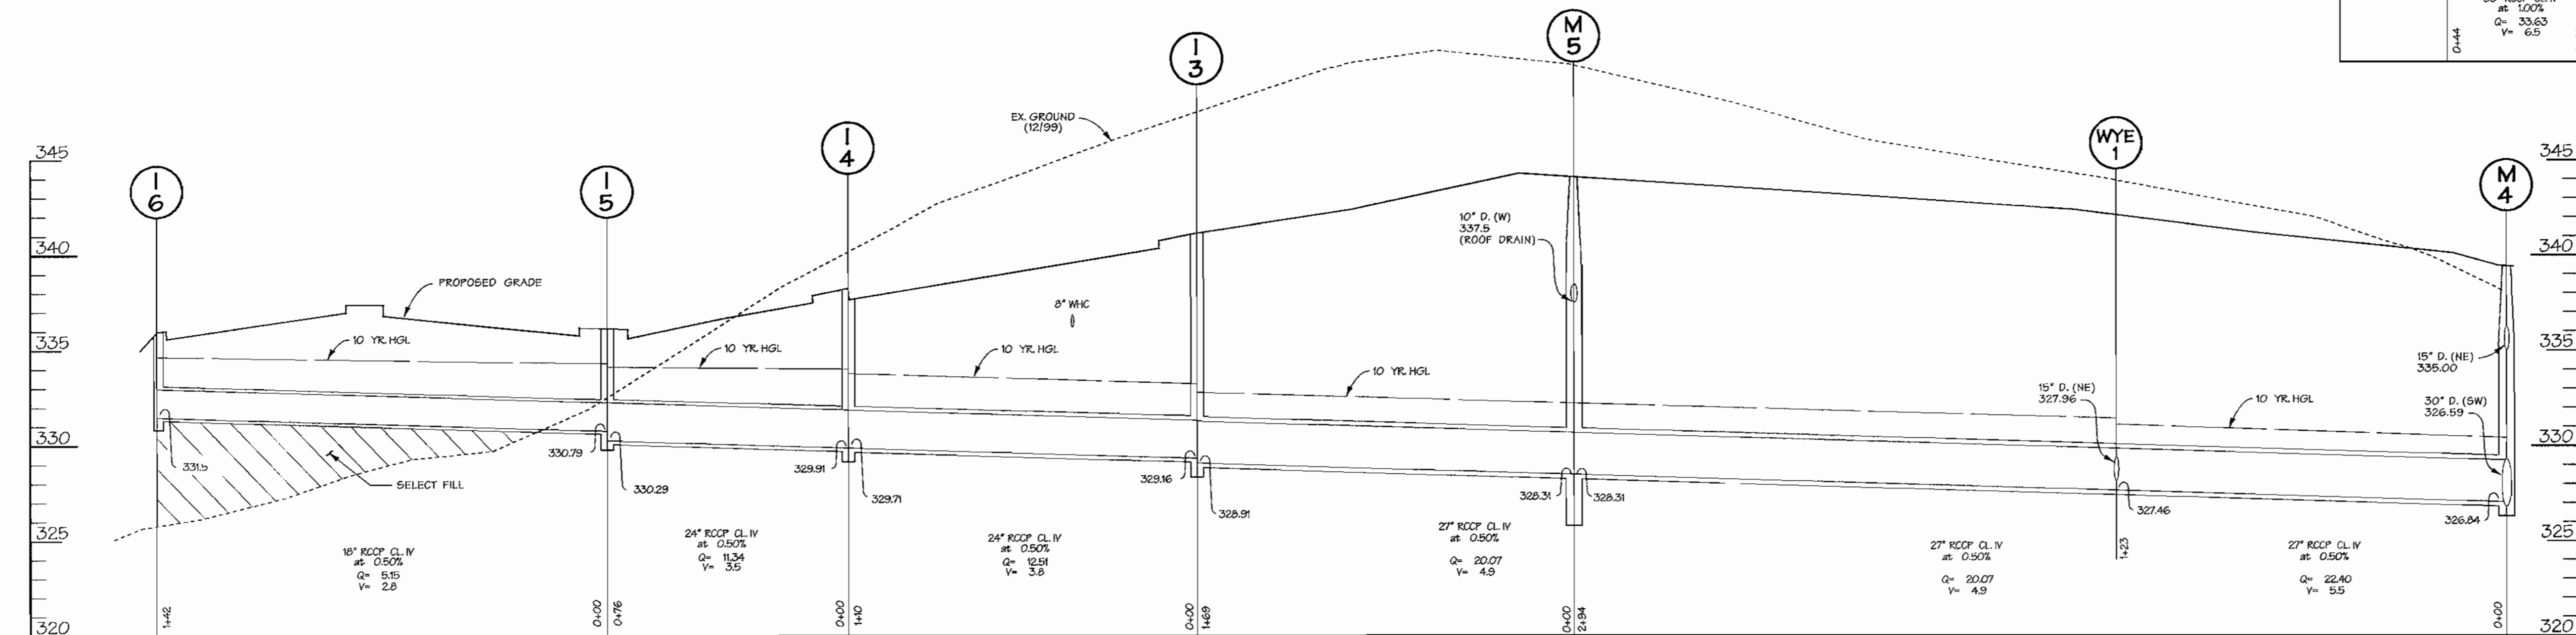 at 1.00%
Q= 33.63
V= 6.5
0+44
M
5
I
3
EX. GROUND
(12/99)
WYE
1
I
4
345
345
I
6
I
5
M
4
10" D. (W)
337.5
(ROOF DRAIN)
340
340
PROPOSED GRADE
8" WHC
10 YR. HGL
10 YR. HGL
10 YR. HGL
335
335
15" D. (NE)
335.00
10 YR. HGL
15" D. (NE)
327.96
10 YR. HGL
30" D. (SW)
326.59
330
330
331.5
330.79
329.91
329.16
SELECT FILL
330.29
329.71
328.91
328.31
328.31
327.46
326.84
325
325
18" RCCP CL. IV
at 0.50%
Q= 5.15
V= 2.8
24" RCCP CL. IV
at 0.50%
Q= 11.34
V= 3.5
24" RCCP CL. IV
at 0.50%
Q= 12.51
V= 3.8
27" RCCP CL. IV
at 0.50%
Q= 20.07
V= 4.9
27" RCCP CL. IV
at 0.50%
Q= 20.07
V= 4.9
1+23
27" RCCP CL. IV
at 0.50%
Q= 22.40
V= 5.5
320
1+42
0+00
0+76
0+00
1+10
0+00
1+69
0+00
2+94
0+00
320